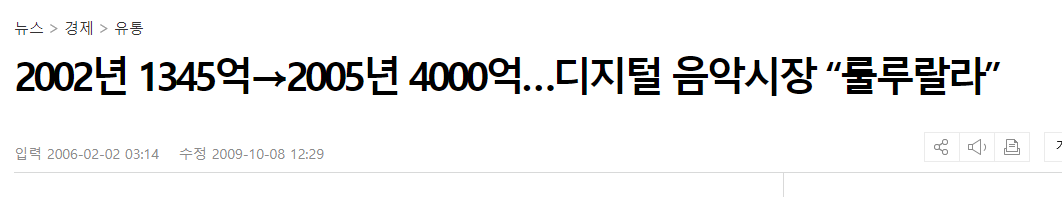 뉴스 > 경제 > 유통
2002년 1345억→2005년 4000억…디지털 음악시장 “룰루랄라”
입력 2006-02-02 03:14 수정 2009-10-08 12:29